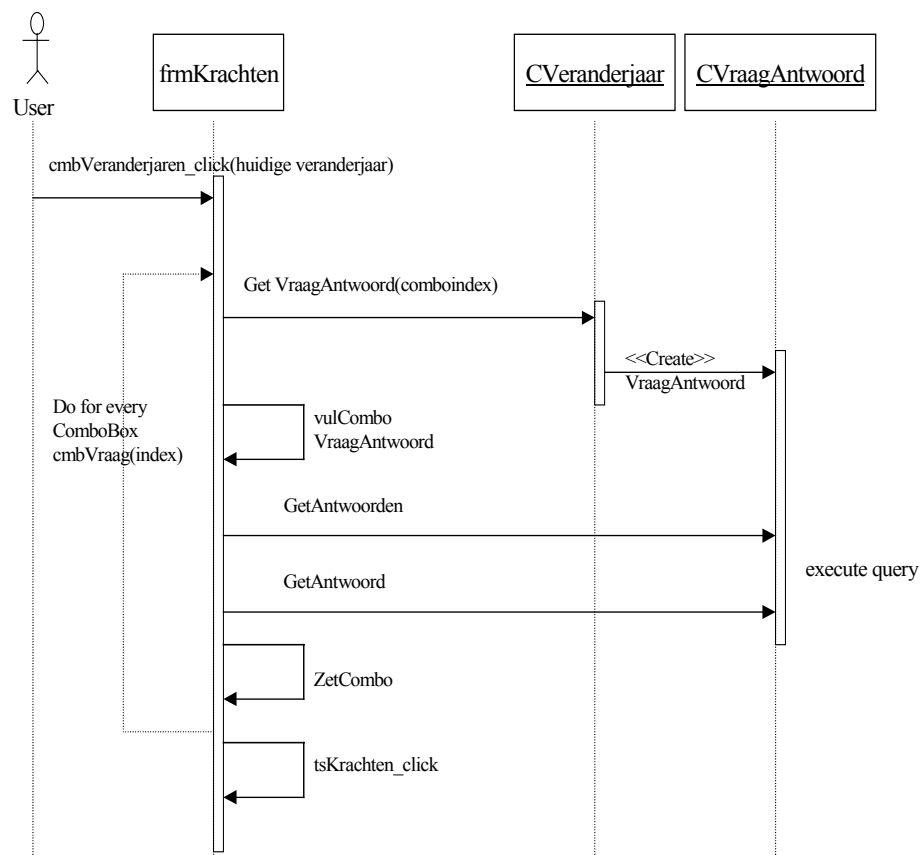 User
frmKrachten
CVeranderjaar
CVraagAntwoord
cmbVeranderjaren_click(huidige veranderjaar)
Get VraagAntwoord(comboindex)
<<Create>>
VraagAntwoord
Do for every
ComboBox
cmbVraag(index)
vulCombo
VraagAntwoord
GetAntwoorden
execute query
GetAntwoord
ZetCombo
tsKrachten_click